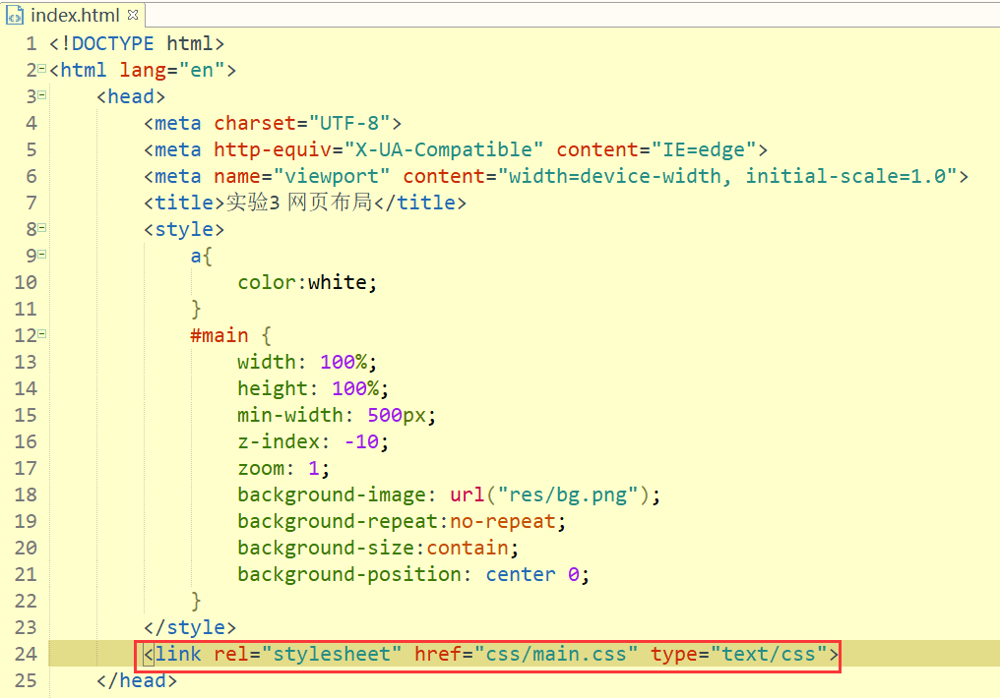 index.html
1 <!DOCTYPE html>
2 <html lang="en">
3 <head>
4 <meta charset="UTF-8">
5 <meta http-equiv="X-UA-Compatible" content="IE=edge">
6 <meta name="viewport" content="width=device-width, initial-scale=1.0">
7 <title>实验3 网页布局</title>
8 <style>
9 a{
10 color:white;
11 }
12 #main {
13 width: 100%;
14 height: 100%;
15 min-width: 500px;
16 z-index: -10;
17 zoom: 1;
18 background-image: url("res/bg.png");
19 background-repeat:no-repeat;
20 background-size:contain;
21 background-position: center 0;
22 }
23 </style>
24 <link rel="stylesheet" href="css/main.css" type="text/css">
25 </head>